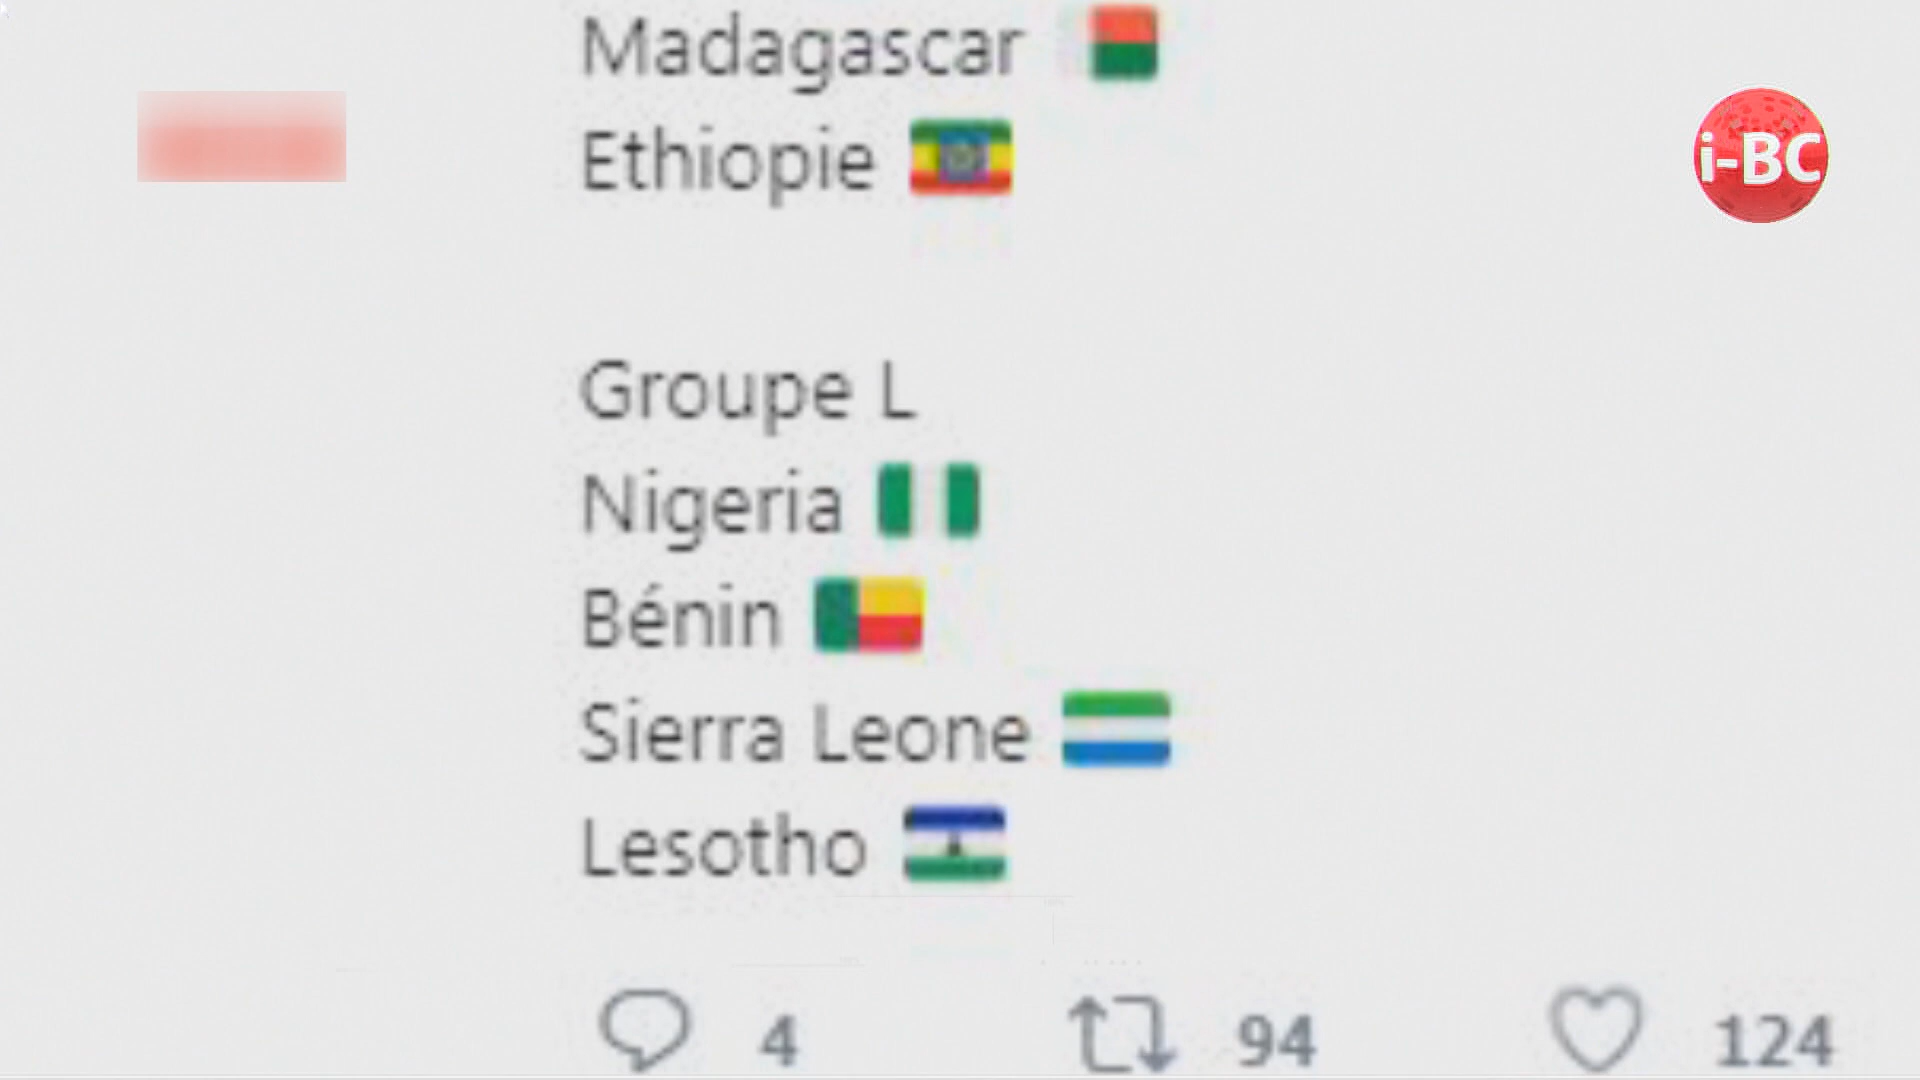 Madagascar
Ethiopie
i-BC
Groupe L
Nigeria
Bénin
Sierra Leone
Lesotho
4 94 124